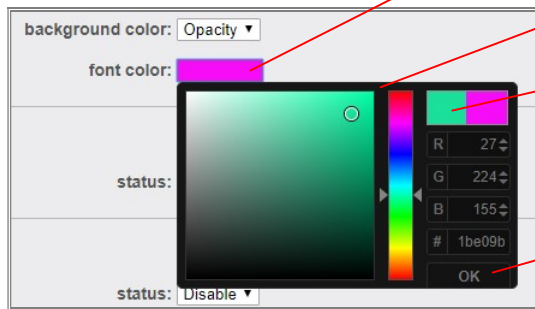 background color: Opacity
font color:
R 27
G 224
status:
B 155
# 1be09b
OK
status: Disable